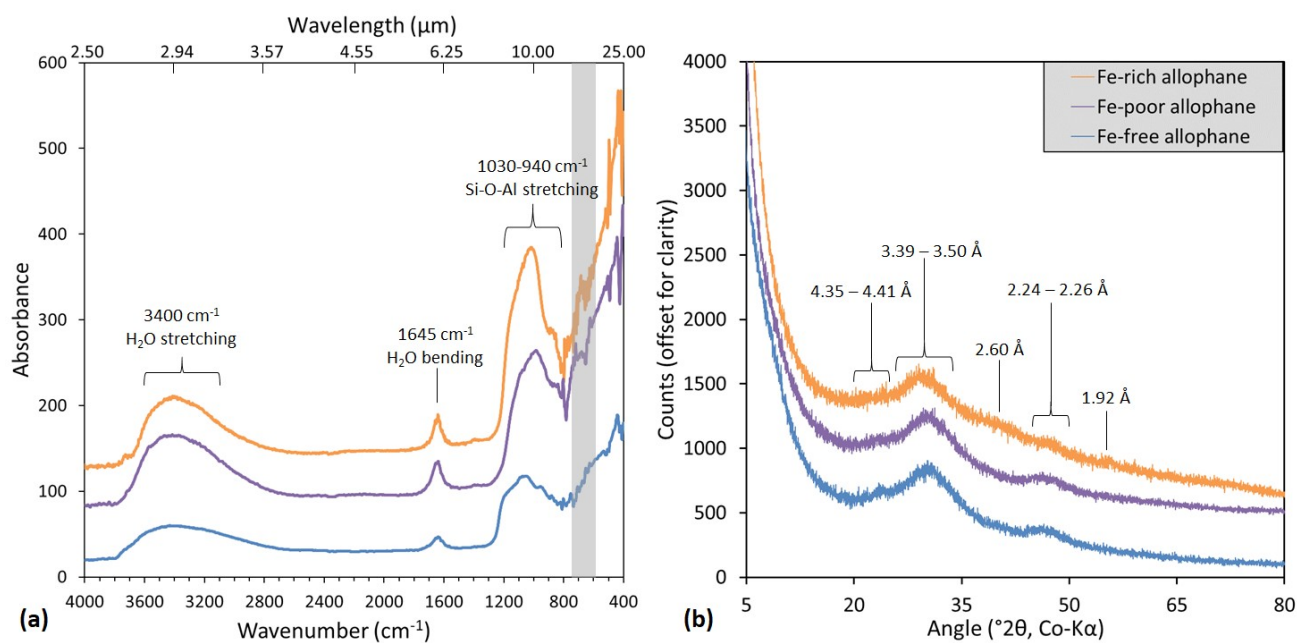 Wavelength (μm)
2.50 2.94 3.57 4.55 6.25 10.00 25.00
600
500
400
300
200
100
0
Absorbance
1030-940 cm⁻¹
Si-O-Al stretching
3400 cm⁻¹
H₂O stretching
1645 cm⁻¹
H₂O bending
4000 3600 3200 2800 2400 2000 1600 1200 800 400
Wavenumber (cm⁻¹)
(a)
4000
3500
3000
2500
2000
1500
1000
500
0
Counts (offset for clarity)
Fe-rich allophane
Fe-poor allophane
Fe-free allophane
3.39 – 3.50 Å
4.35 – 4.41 Å
2.24 – 2.26 Å
2.60 Å
1.92 Å
5 20 35 50 65 80
Angle (°2θ, Co-Kα)
(b)